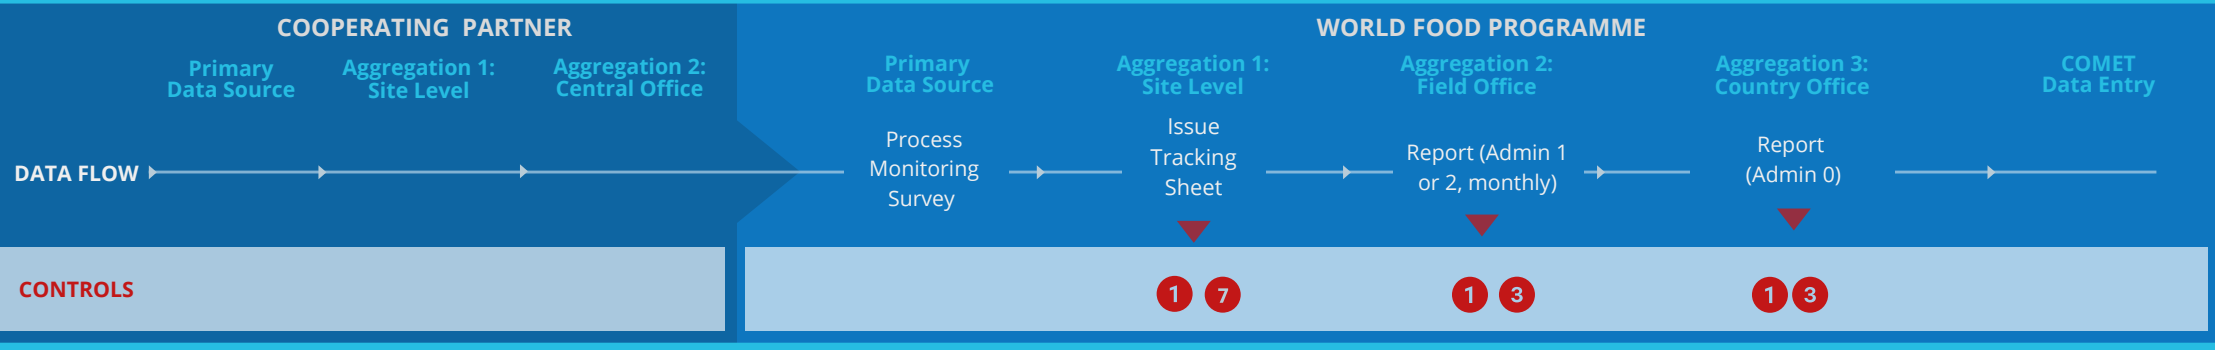 COOPERATING PARTNER
WORLD FOOD PROGRAMME
Primary
Data Source
Aggregation 1:
Site Level
Aggregation 2:
Central Office
Primary
Data Source
Aggregation 1:
Site Level
Aggregation 2:
Field Office
Aggregation 3:
Country Office
COMET
Data Entry
DATA FLOW
Process
Monitoring
Survey
Issue
Tracking
Sheet
Report (Admin 1
or 2, monthly)
Report
(Admin 0)
CONTROLS
1 7
1 3
1 3